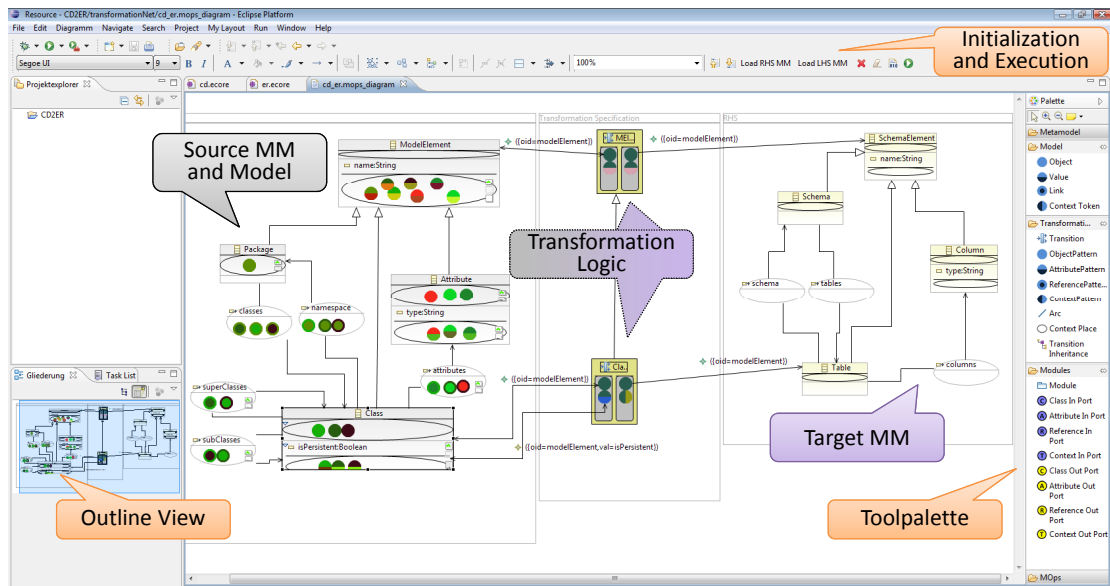 Resource - CD2ER/transformationNet/cd_er.mops_diagram - Eclipse Platform
File Edit Diagramm Navigate Search Project My Layout Run Window Help
Segoe UI 9 B I A 100% Load RHS MM Load LHS MM
Initialization and Execution
Projektexplorer
CD2ER
cd.ecore er.ecore cd_er.mops_diagram
Transformation Specification
RHS
Source MM and Model
ModelElement
name:String
Package
classes
namespace
Attribute
type:String
attributes
superClasses
subClasses
Class
isPersistent:Boolean
((oid=modelElement))
MEl..
((oid=modelElement))
Transformation Logic
Cla..
((oid=modelElement))
((oid=modelElement))
((oid=modelElement,val=isPersistent))
SchemaElement
name:String
Schema
Column
type:String
schema
tables
Table
columns
Target MM
Gliederung Task List
Outline View
Toolpalette
Palette
Metamodel
Model
Object
Value
Link
Context Token
Transformati...
Transition
ObjectPattern
AttributePattern
ReferencePatte...
ContextPattern
Arc
Context Place
Transition
Inheritance
Modules
Module
C Class In Port
A Attribute In
Port
R Reference In
Port
T Context In Port
C Class Out Port
A Attribute Out
Port
R Reference Out
Port
T Context Out Port
MOps